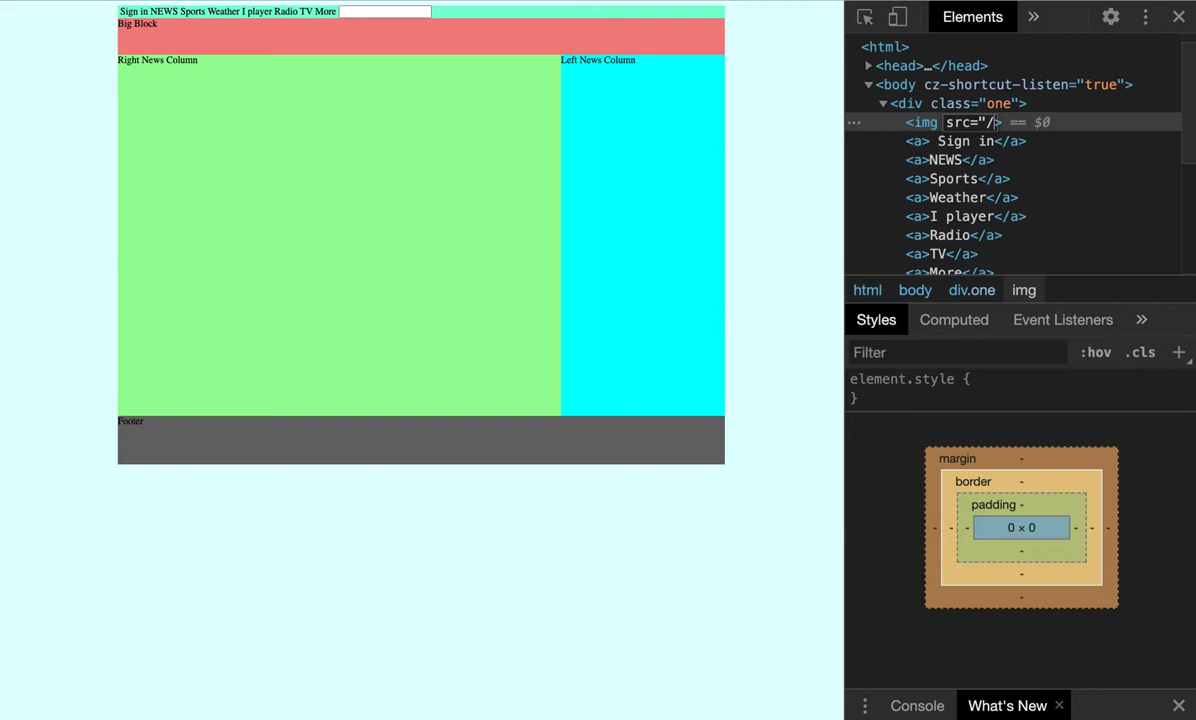 Sign in NEWS Sports Weather I player Radio TV More
Big Block
Right News Column
Left News Column
Footer
Elements
<html>
<head>…</head>
<body cz-shortcut-listen="true">
<div class="one">
<img src="/> == $0
<a> Sign in</a>
<a>NEWS</a>
<a>Sports</a>
<a>Weather</a>
<a>I player</a>
<a>Radio</a>
<a>TV</a>
<a>More</a>
html body div.one img
Styles Computed Event Listeners
Filter :hov .cls
element.style {
}
margin -
border -
padding -
- - - 0 × 0 - - -
-
-
-
Console What's New